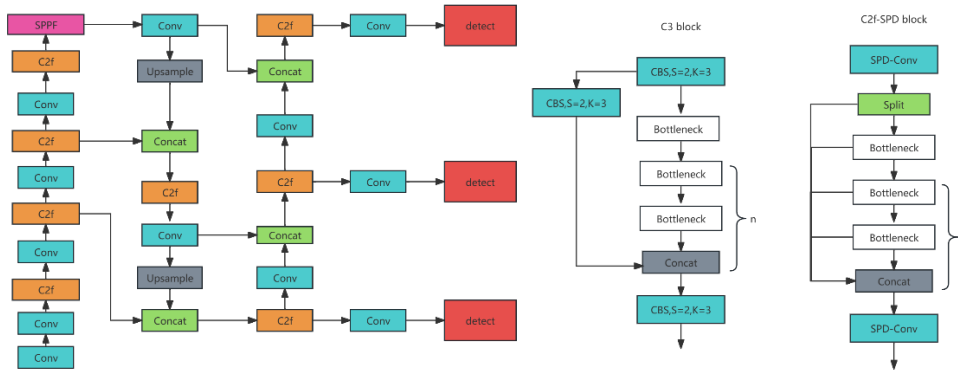 SPPF
C2f
Conv
C2f
Conv
C2f
Conv
C2f
Conv
Conv
Conv
Upsample
Concat
C2f
Conv
Upsample
Concat
C2f
Conv
detect
Concat
Conv
C2f
Conv
detect
Concat
Conv
C2f
Conv
detect
C3 block
CBS,S=2,K=3
CBS,S=2,K=3
Bottleneck
Bottleneck
Bottleneck
n
Concat
CBS,S=2,K=3
C2f-SPD block
SPD-Conv
Split
Bottleneck
Bottleneck
Bottleneck
Concat
SPD-Conv